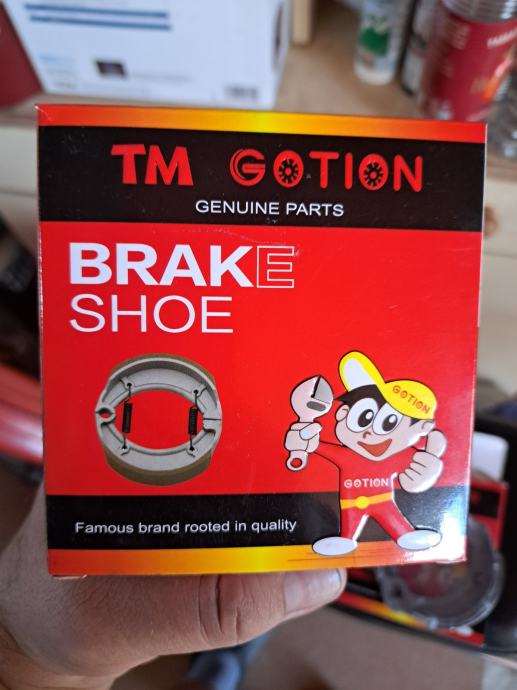 TM GOTION
GENUINE PARTS
BRAKE
SHOE
GOTION
GOTION
Famous brand rooted in quality